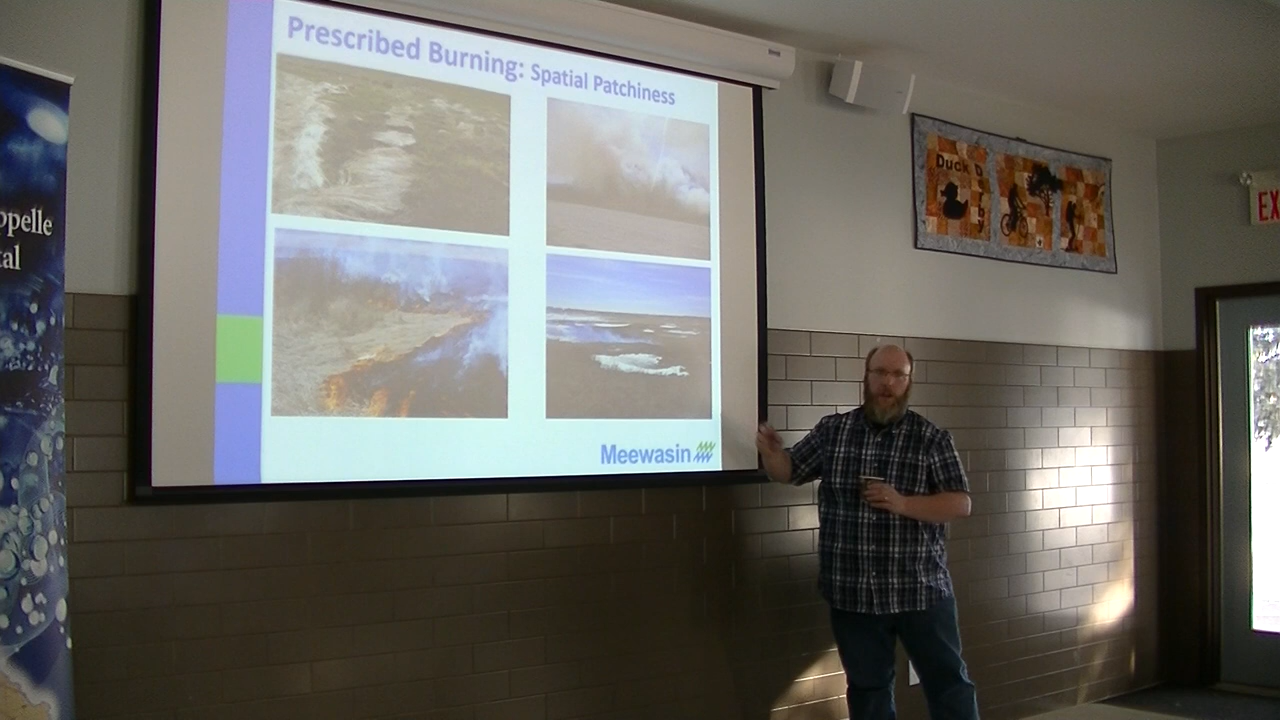 Prescribed Burning: Spatial Patchiness
Meewasin
ppelle
tal
Duck D
EX